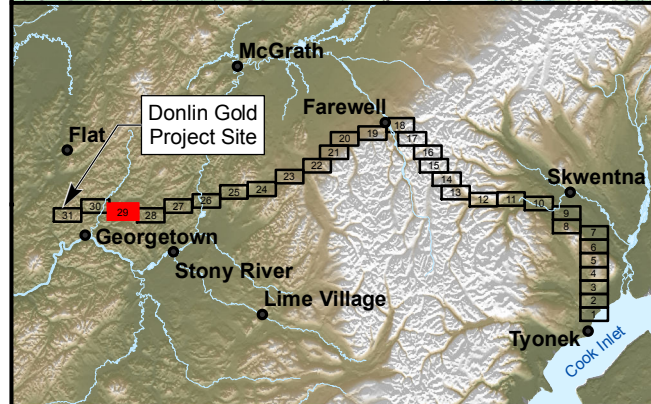 McGrath
Donlin Gold
Project Site
Farewell
Flat
18
19
20
17
21
16
22
15
Skwentna
23
14
24
13
25
12
11
10
26
27
9
31
30
29
28
8
7
Georgetown
6
Stony River
5
4
3
Lime Village
2
1
Tyonek
Cook Inlet